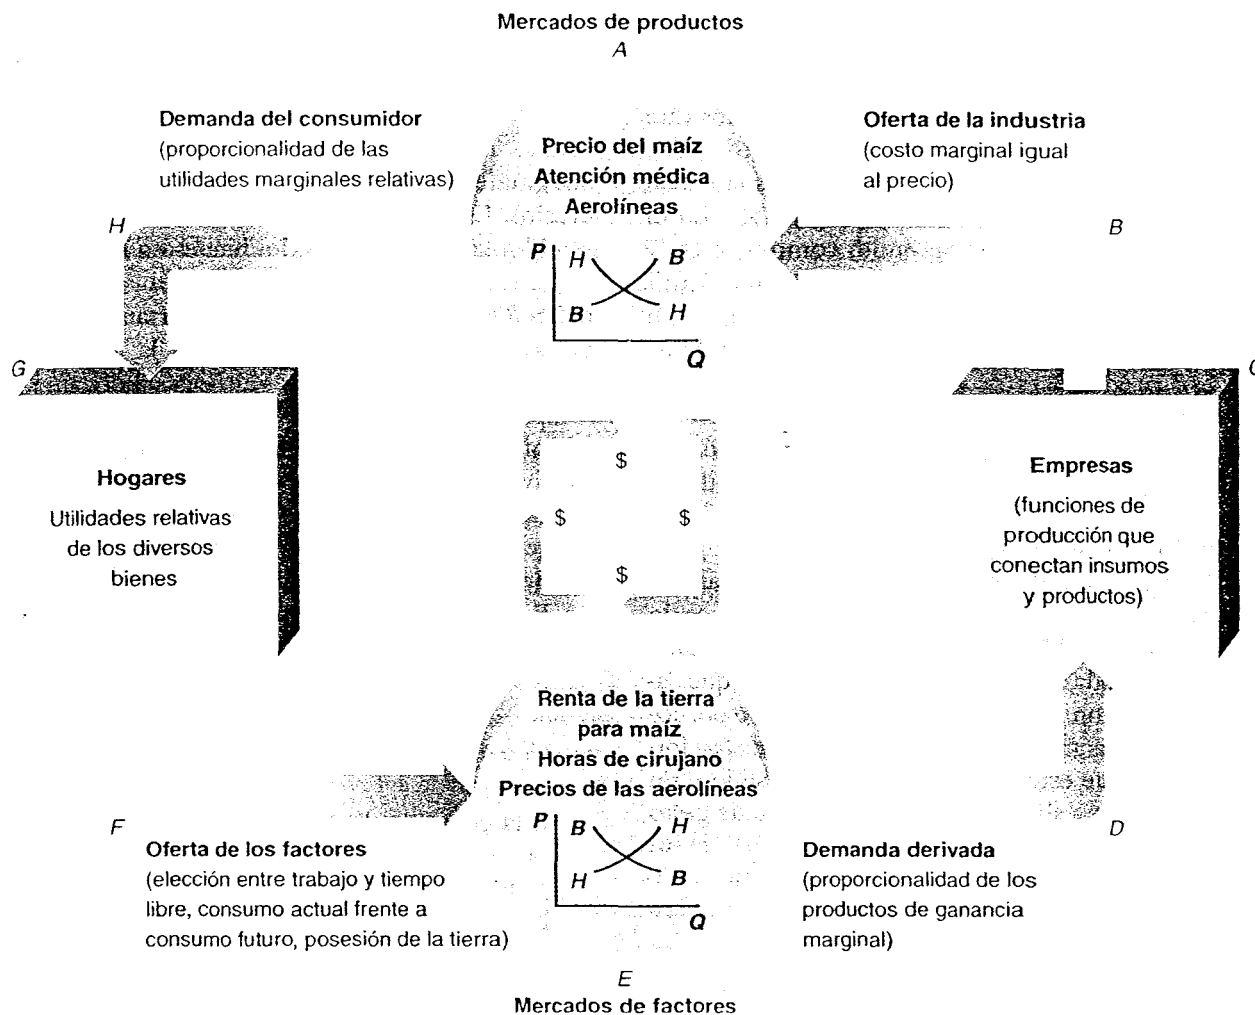 Mercados de productos
A
Demanda del consumidor
(proporcionalidad de las
utilidades marginales relativas)
H
Precio del maíz
Atención médica
Aerolíneas
P
H
B
B
H
Q
Oferta de la industria
(costo marginal igual
al precio)
B
G
Hogares
Utilidades relativas
de los diversos
bienes
$
$ $
$
C
Empresas
(funciones de
producción que
conectan insumos
y productos)
F
Oferta de los factores
(elección entre trabajo y tiempo
libre, consumo actual frente a
consumo futuro, posesión de la tierra)
Renta de la tierra
para maíz
Horas de cirujano
Precios de las aerolíneas
P
B
H
H
B
Q
D
Demanda derivada
(proporcionalidad de los
productos de ganancia
marginal)
E
Mercados de factores